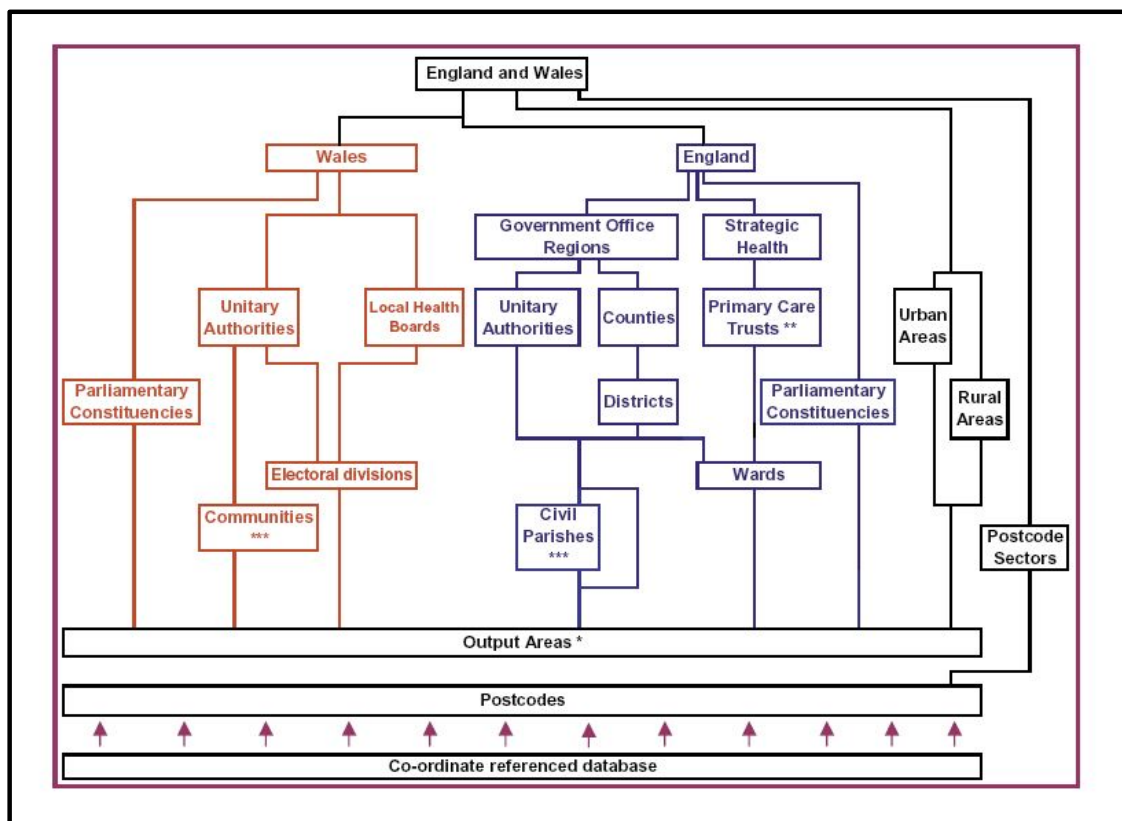 England and Wales
Wales
England
Government Office
Regions
Strategic
Health
Unitary
Authorities
Local Health
Boards
Unitary
Authorities
Counties
Primary Care
Trusts **
Urban
Areas
Parliamentary
Constituencies
Districts
Parliamentary
Constituencies
Rural
Areas
Electoral divisions
Wards
Communities
***
Civil
Parishes
***
Postcode
Sectors
Output Areas *
Postcodes
Co-ordinate referenced database